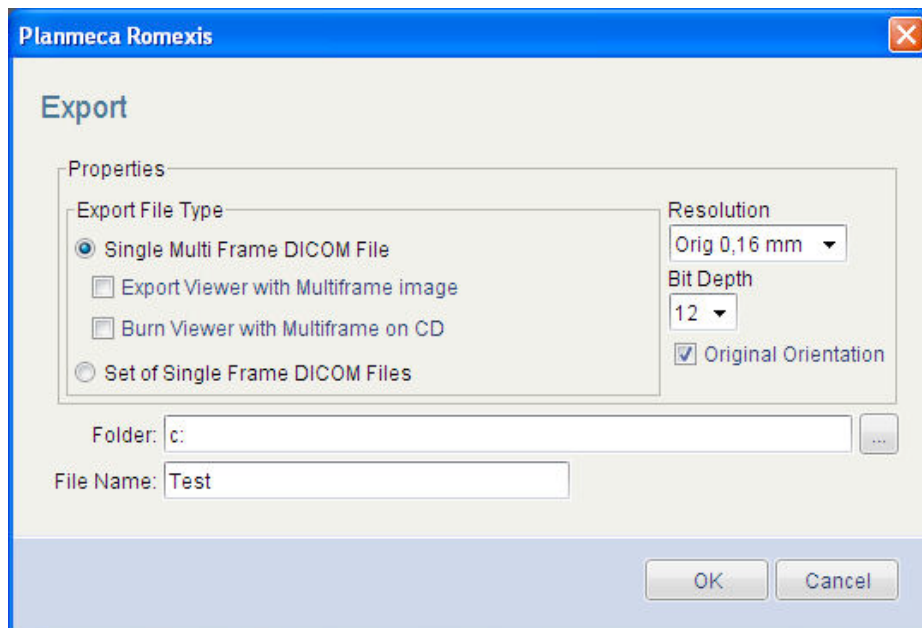 Planmeca Romexis
Export
Properties
Export File Type
Single Multi Frame DICOM File
Export Viewer with Multiframe image
Burn Viewer with Multiframe on CD
Set of Single Frame DICOM Files
Resolution
Orig 0,16 mm
Bit Depth
12
Original Orientation
Folder: c: ...
File Name: Test
OK Cancel